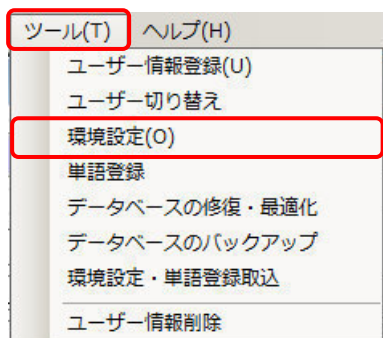 ツール(T) ヘルプ(H)
ユーザー情報登録(U)
ユーザー切り替え
環境設定(O)
単語登録
データベースの修復・最適化
データベースのバックアップ
環境設定・単語登録取込
ユーザー情報削除